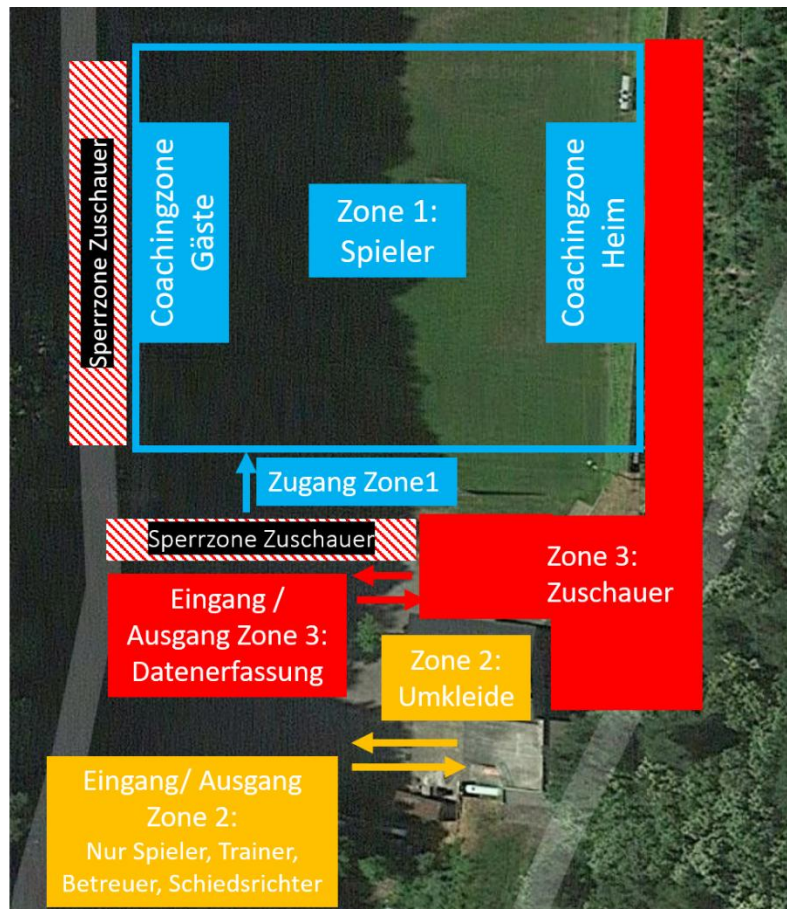 Sperrzone Zuschauer
Coachingzone
Gäste
Zone 1:
Spieler
Coachingzone
Heim
Zugang Zone1
Sperrzone Zuschauer
Zone 3:
Zuschauer
Eingang /
Ausgang Zone 3:
Datenerfassung
Zone 2:
Umkleide
Eingang/ Ausgang
Zone 2:
Nur Spieler, Trainer,
Betreuer, Schiedsrichter